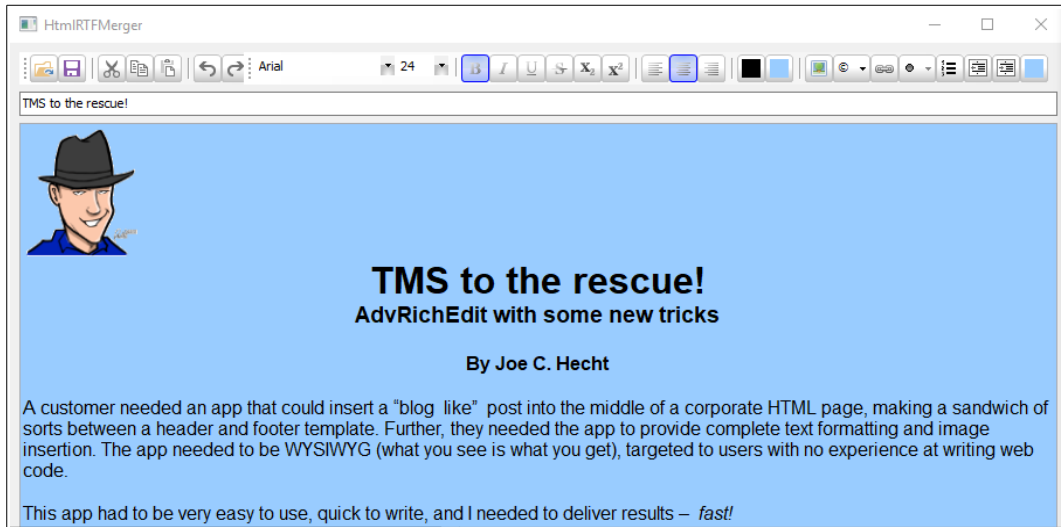 HtmlRTFMerger
Arial 24 B I U S X₂ X²
TMS to the rescue!
TMS to the rescue!
AdvRichEdit with some new tricks
By Joe C. Hecht
A customer needed an app that could insert a “blog  like”  post into the middle of a corporate HTML page, making a sandwich of
sorts between a header and footer template. Further, they needed the app to provide complete text formatting and image
insertion. The app needed to be WYSIWYG (what you see is what you get), targeted to users with no experience at writing web
code.
This app had to be very easy to use, quick to write, and I needed to deliver results –  fast!